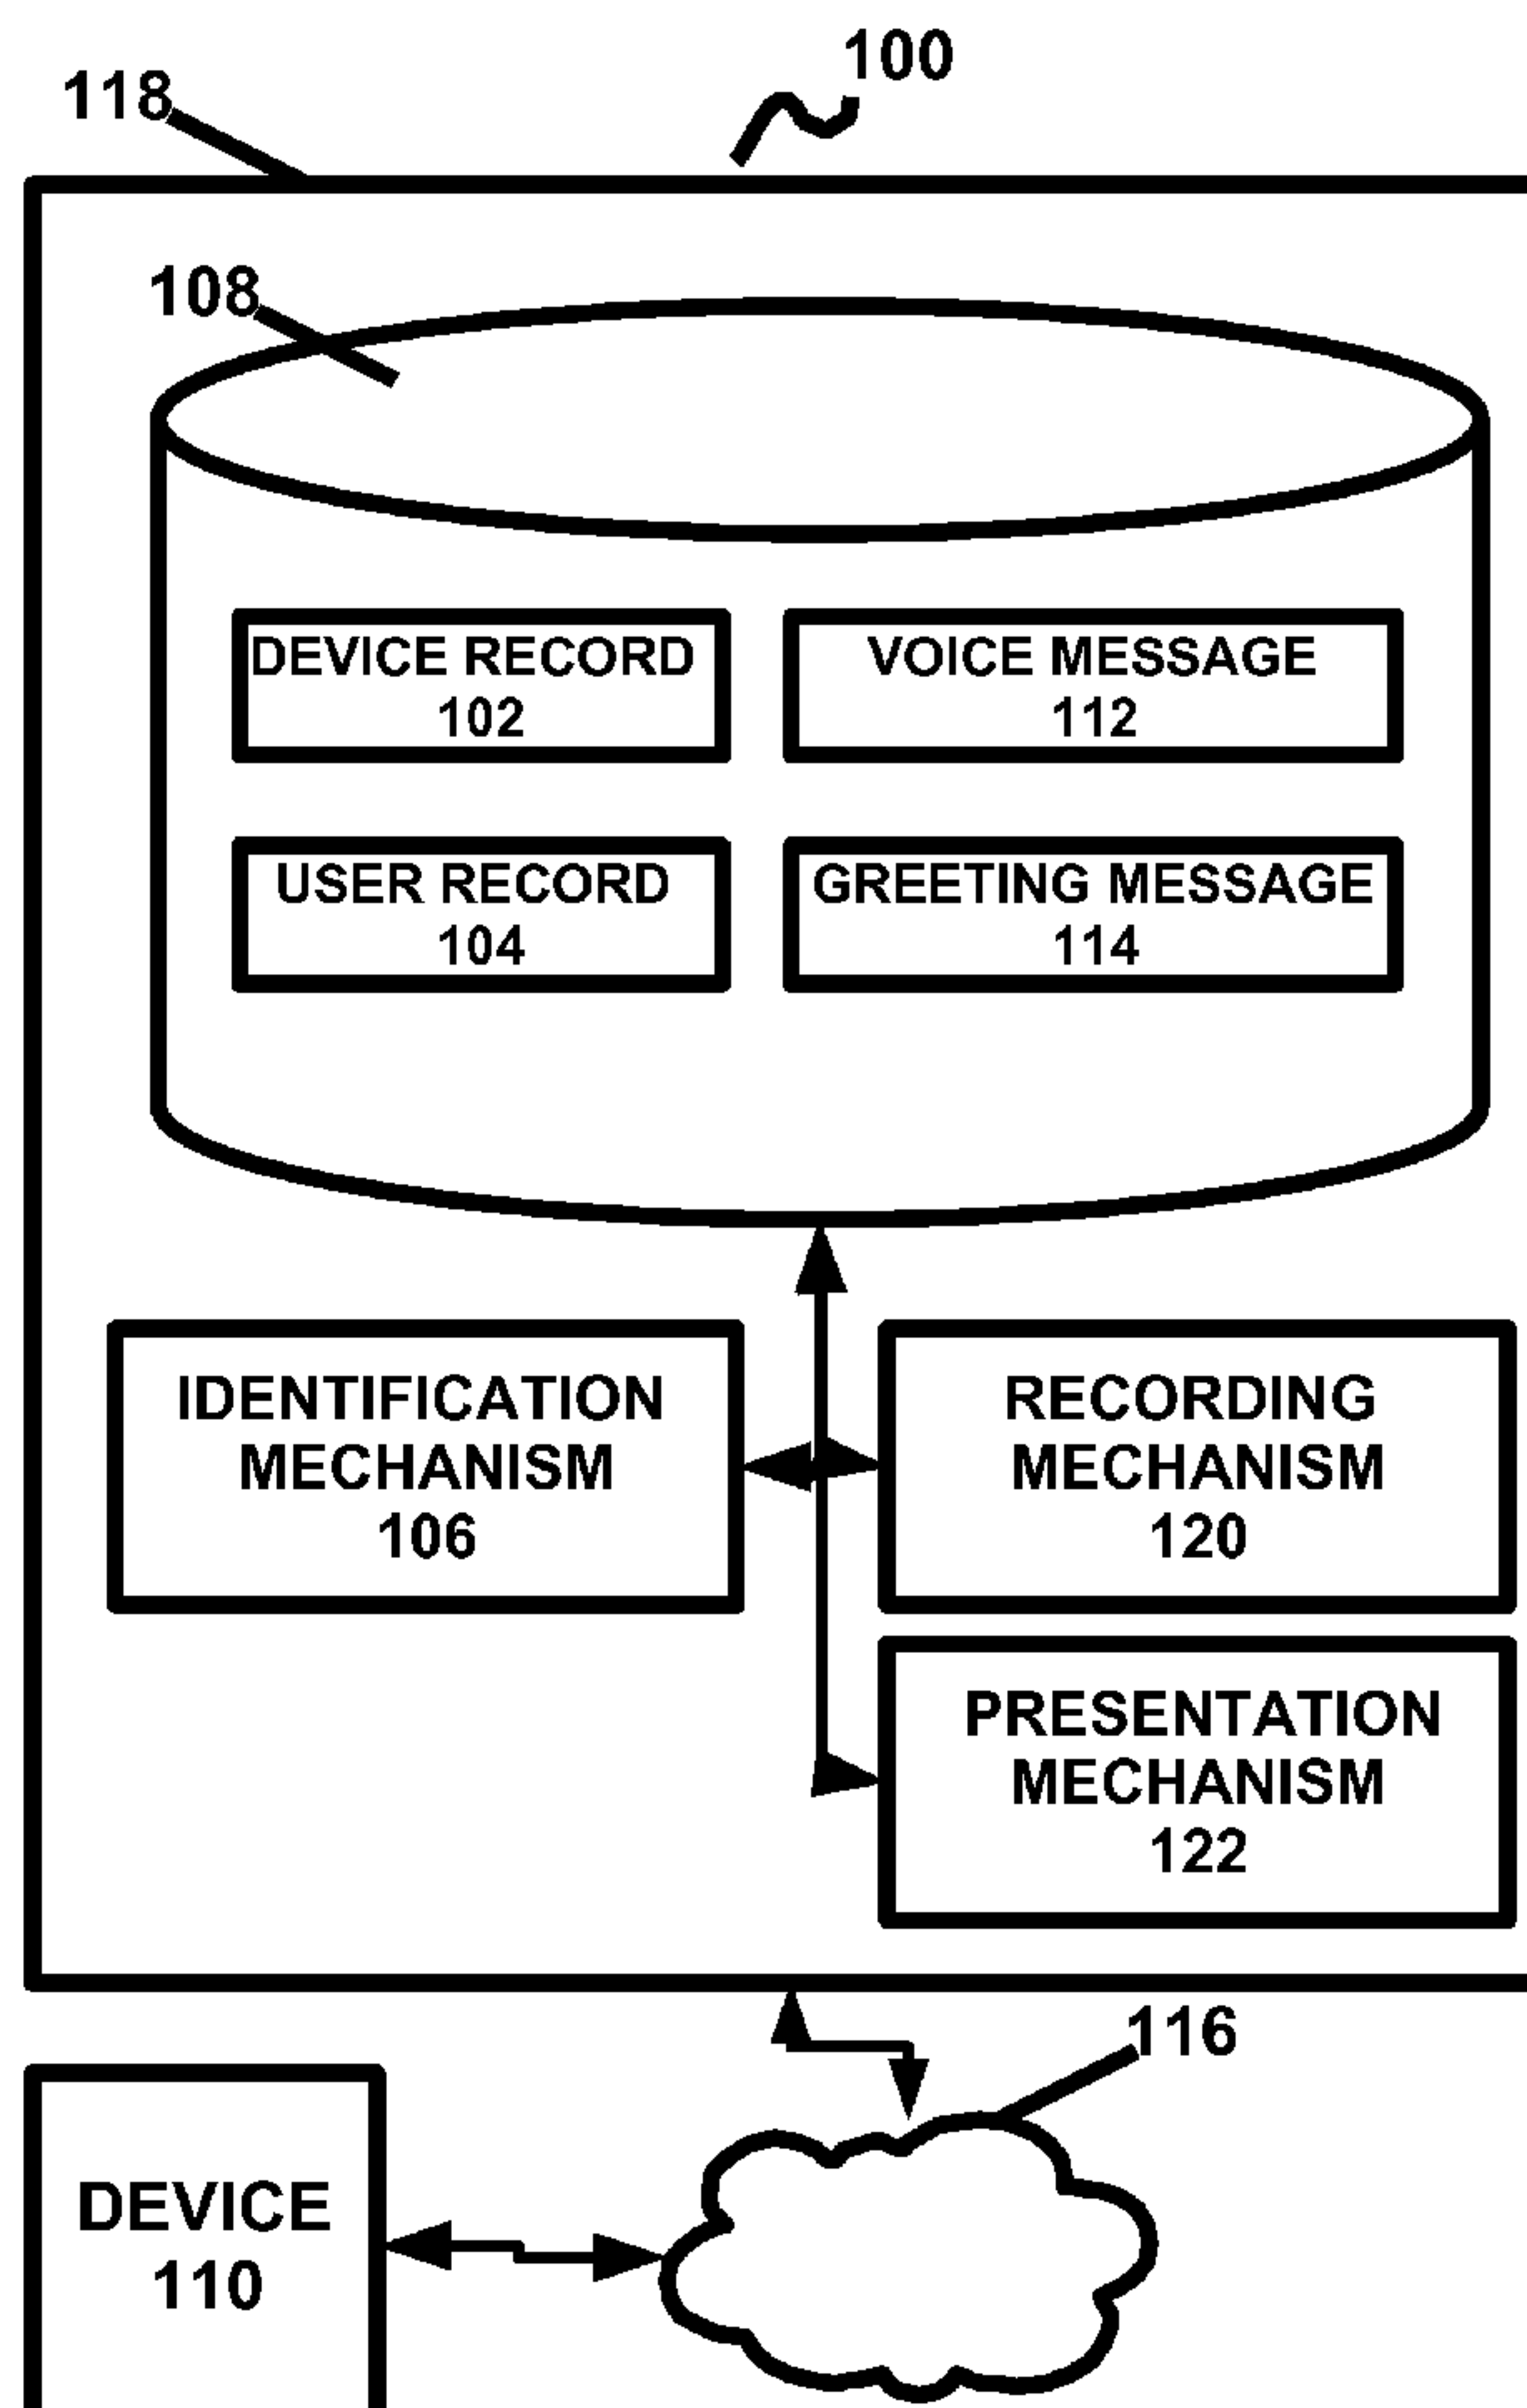 100
118
108
DEVICE RECORD
102
VOICE MESSAGE
112
USER RECORD
104
GREETING MESSAGE
114
IDENTIFICATION
MECHANISM
106
RECORDING
MECHANISM
120
PRESENTATION
MECHANISM
122
116
DEVICE
110